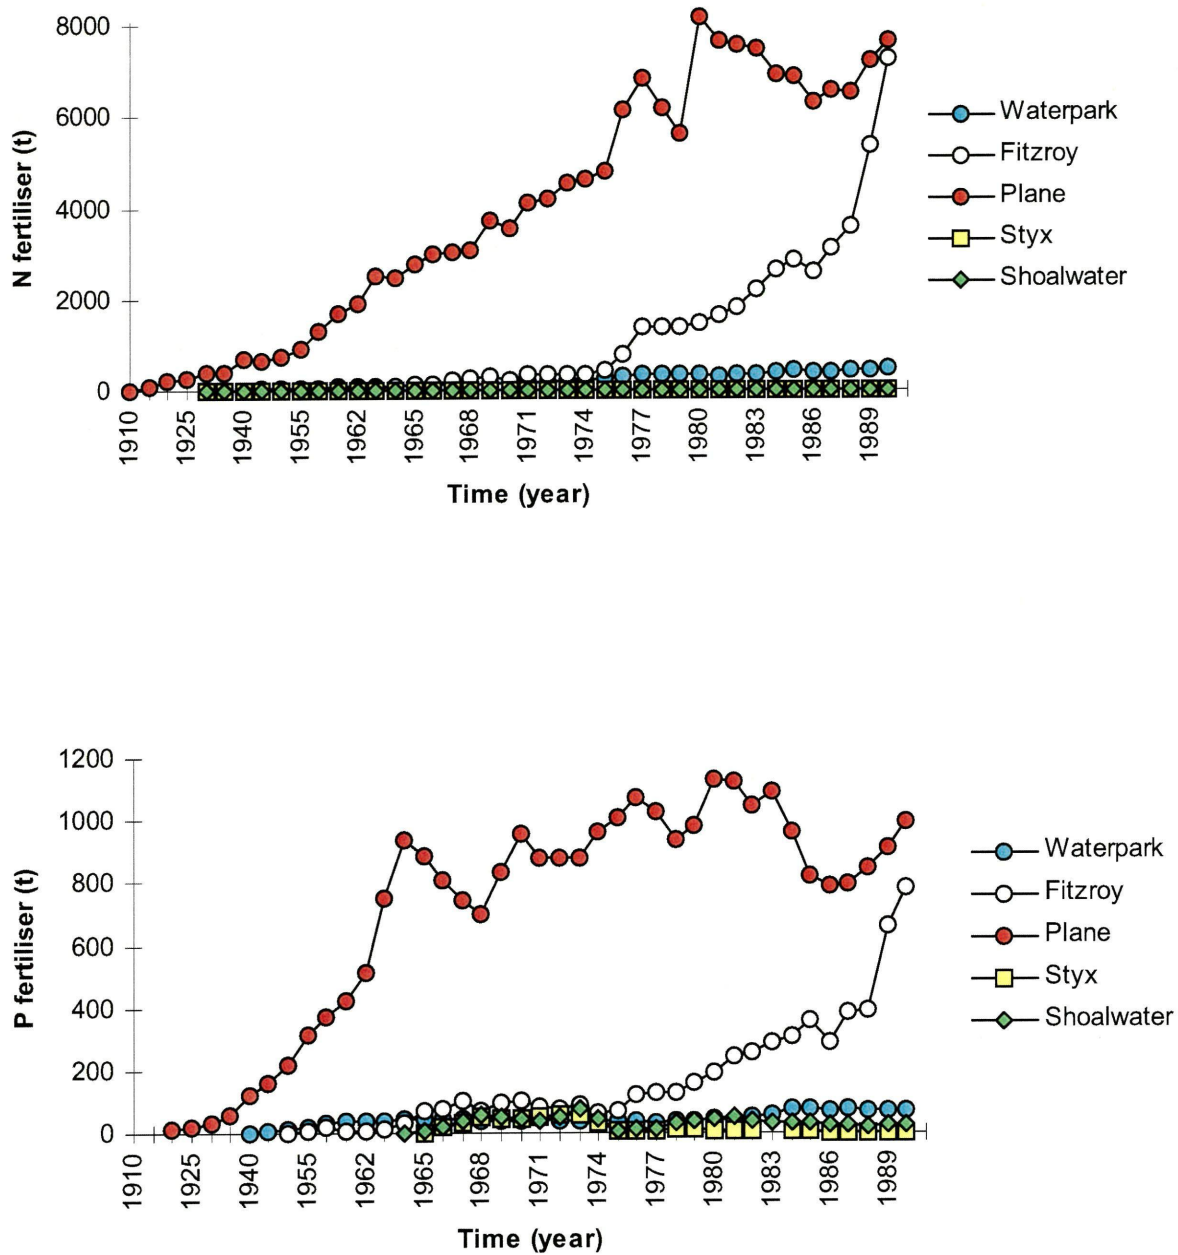 8000
6000
4000
2000
0
N fertiliser (t)
1910
1925
1940
1955
1962
1965
1968
1971
1974
1977
1980
1983
1986
1989
Time (year)
Waterpark
Fitzroy
Plane
Styx
Shoalwater
1200
1000
800
600
400
200
0
P fertiliser (t)
1910
1925
1940
1955
1962
1965
1968
1971
1974
1977
1980
1983
1986
1989
Time (year)
Waterpark
Fitzroy
Plane
Styx
Shoalwater